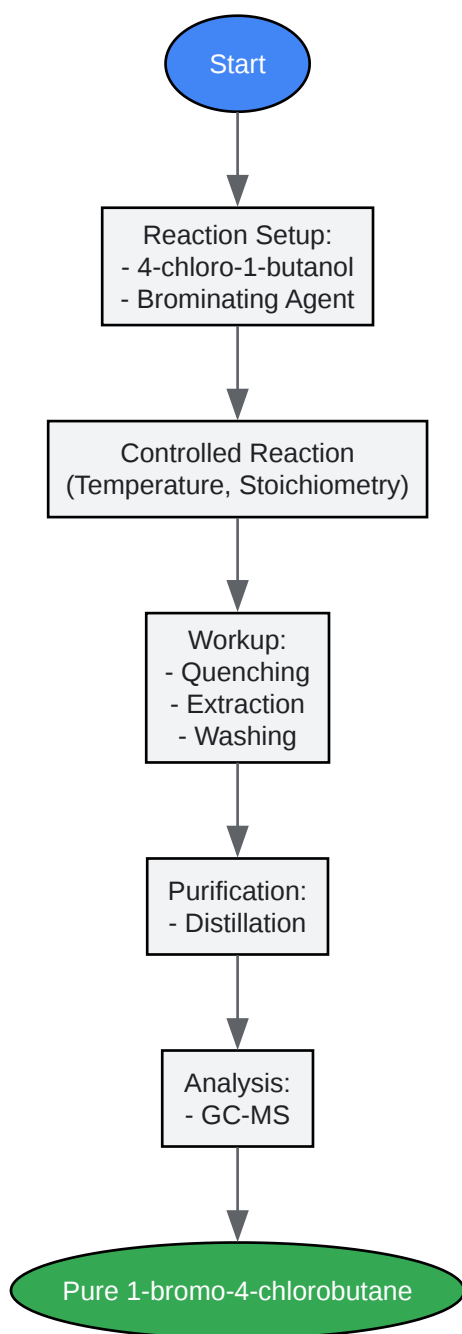 Start
Reaction Setup:
- 4-chloro-1-butanol
- Brominating Agent
Controlled Reaction
(Temperature, Stoichiometry)
Workup:
- Quenching
- Extraction
- Washing
Purification:
- Distillation
Analysis:
- GC-MS
Pure 1-bromo-4-chlorobutane